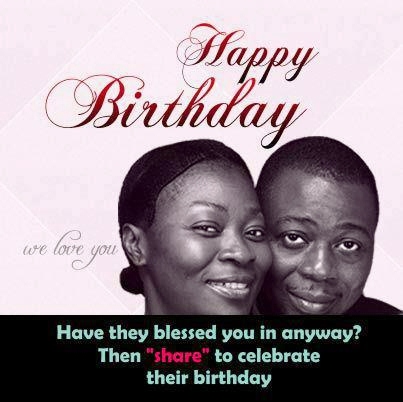 Happy
Birthday
we love you
Have they blessed you in anyway?
Then "share" to celebrate
their birthday